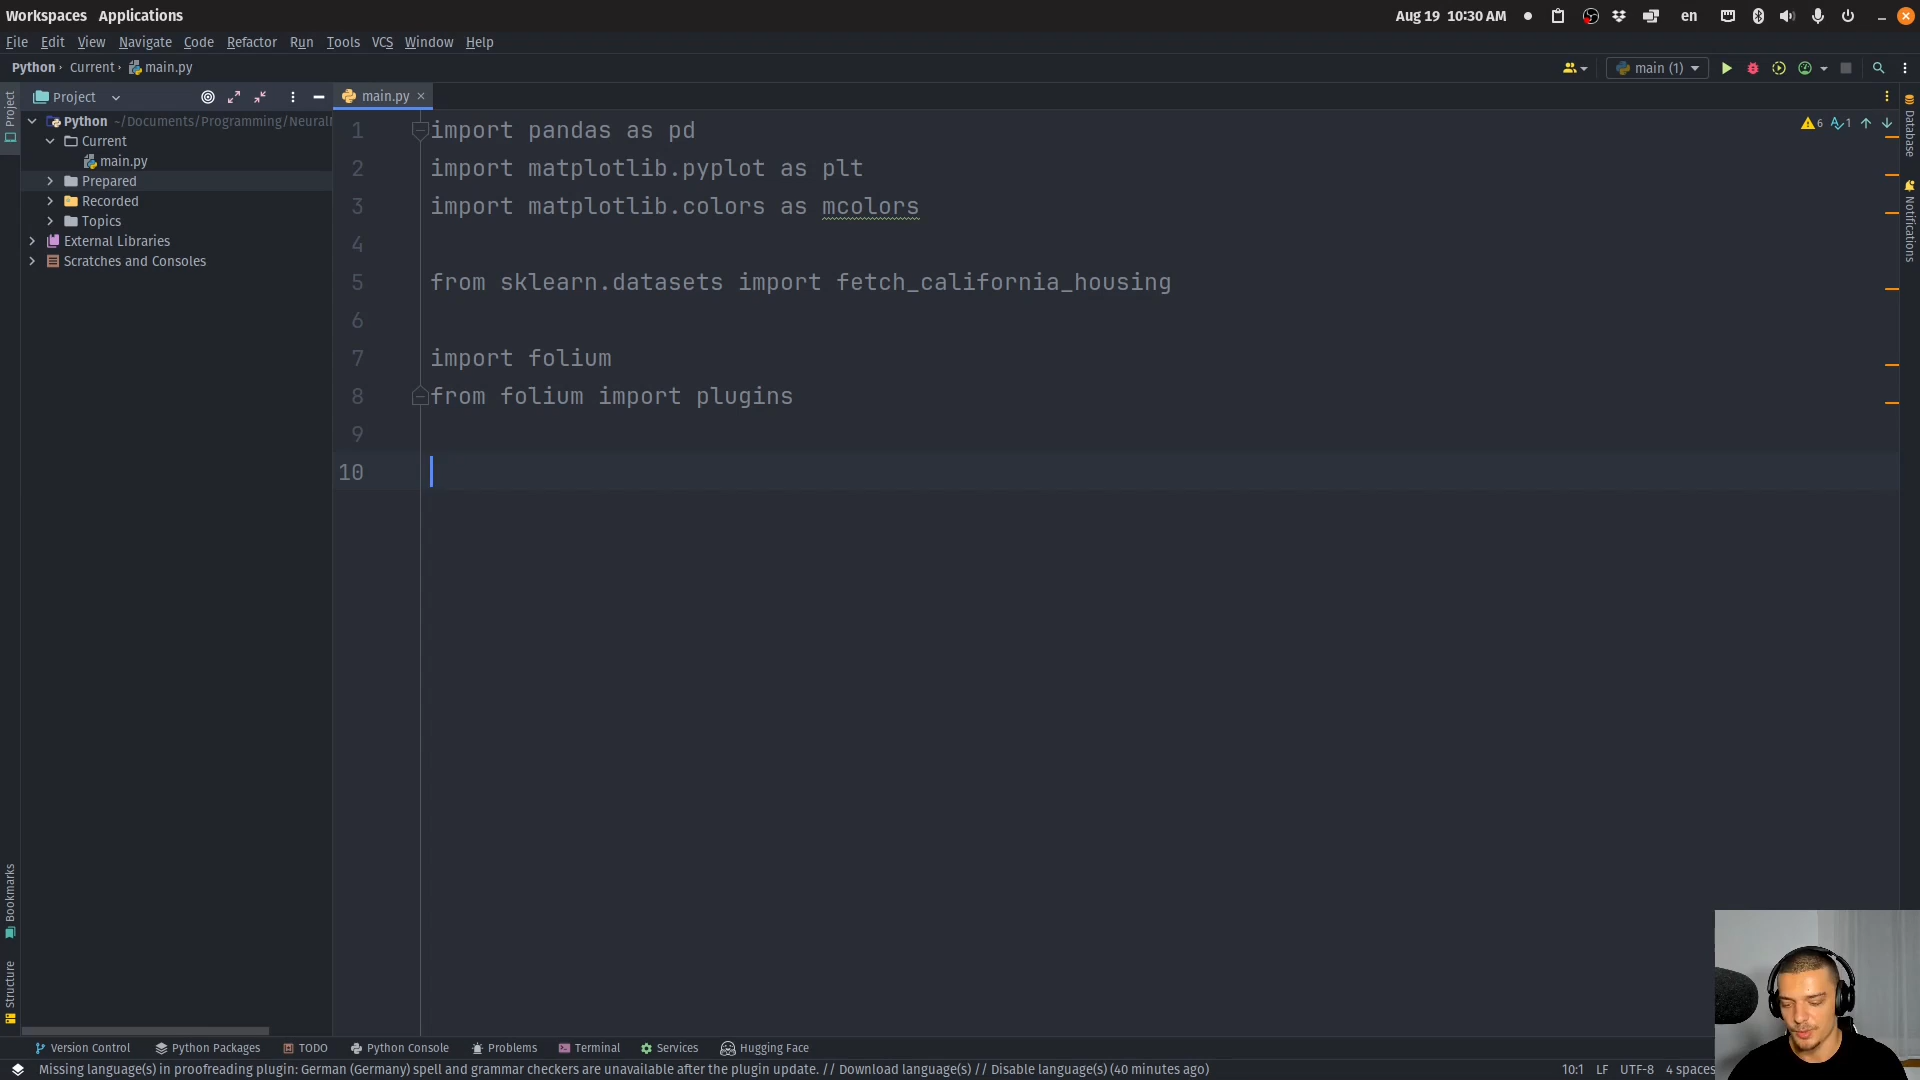 Workspaces Applications Aug 19 10:30 AM en
File Edit View Navigate Code Refactor Run Tools VCS Window Help
Python Current main.py main (1)
Project main.py
Python ~/Documents/Programming/Neural
Current
main.py
Prepared
Recorded
Topics
External Libraries
Scratches and Consoles
Project
Bookmarks
Structure
1 import pandas as pd
2 import matplotlib.pyplot as plt
3 import matplotlib.colors as mcolors
4
5 from sklearn.datasets import fetch_california_housing
6
7 import folium
8 from folium import plugins
9
10
6 1
Database
Notifications
Version Control Python Packages TODO Python Console Problems Terminal Services Hugging Face
Missing language(s) in proofreading plugin: German (Germany) spell and grammar checkers are unavailable after the plugin update. // Download language(s) // Disable language(s) (40 minutes ago) 10:1 LF UTF-8 4 spaces